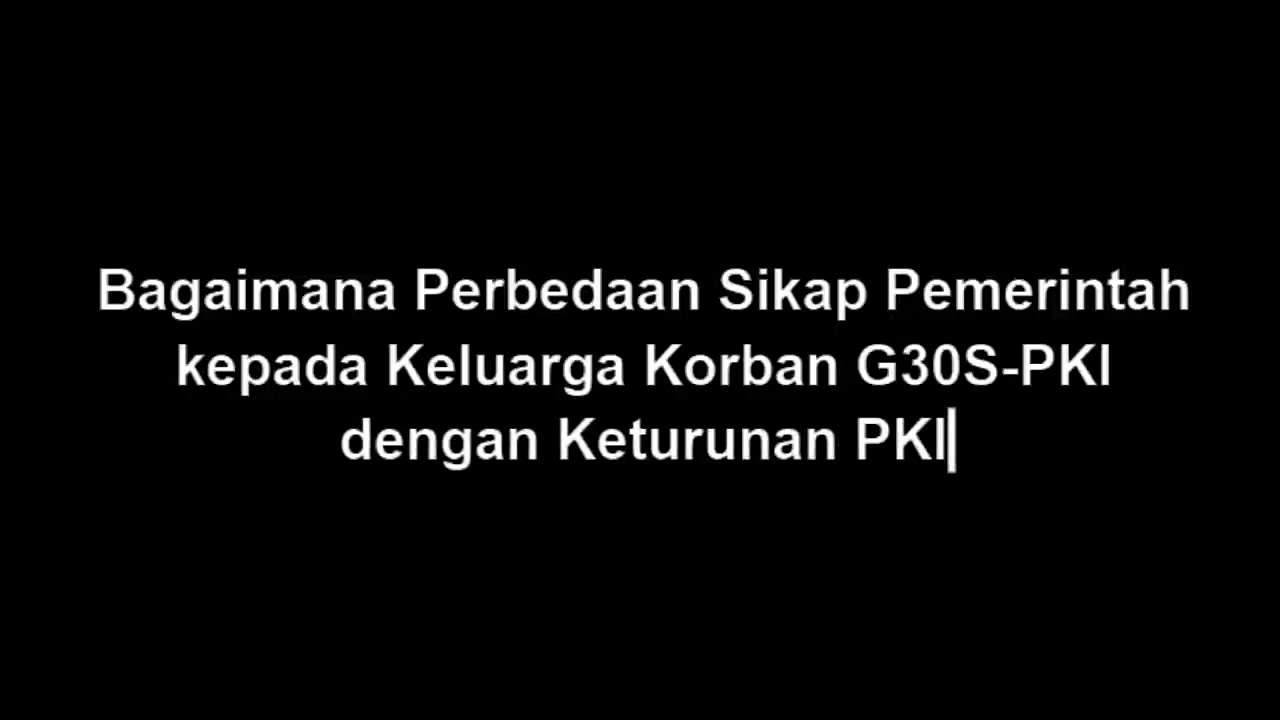 Bagaimana Perbedaan Sikap Pemerintah
kepada Keluarga Korban G30S-PKI
dengan Keturunan PKI